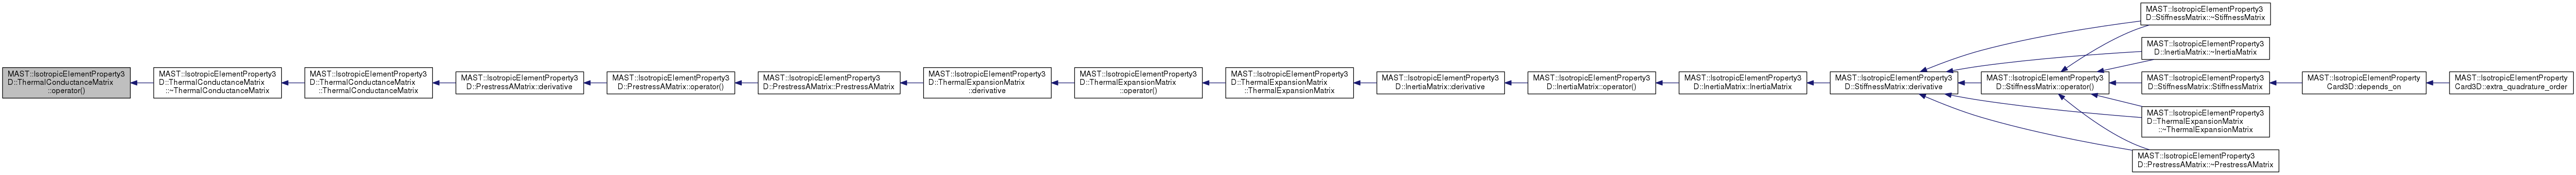 MAST::IsotropicElementProperty3
D::ThermalConductanceMatrix
::operator()
MAST::IsotropicElementProperty3
D::ThermalConductanceMatrix
::~ThermalConductanceMatrix
MAST::IsotropicElementProperty3
D::ThermalConductanceMatrix
::ThermalConductanceMatrix
MAST::IsotropicElementProperty3
D::PrestressAMatrix::derivative
MAST::IsotropicElementProperty3
D::PrestressAMatrix::operator()
MAST::IsotropicElementProperty3
D::PrestressAMatrix::PrestressAMatrix
MAST::IsotropicElementProperty3
D::ThermalExpansionMatrix
::derivative
MAST::IsotropicElementProperty3
D::ThermalExpansionMatrix
::operator()
MAST::IsotropicElementProperty3
D::ThermalExpansionMatrix
::ThermalExpansionMatrix
MAST::IsotropicElementProperty3
D::InertiaMatrix::derivative
MAST::IsotropicElementProperty3
D::InertiaMatrix::operator()
MAST::IsotropicElementProperty3
D::InertiaMatrix::InertiaMatrix
MAST::IsotropicElementProperty3
D::StiffnessMatrix::derivative
MAST::IsotropicElementProperty3
D::StiffnessMatrix::operator()
MAST::IsotropicElementProperty3
D::StiffnessMatrix::~StiffnessMatrix
MAST::IsotropicElementProperty3
D::InertiaMatrix::~InertiaMatrix
MAST::IsotropicElementProperty3
D::StiffnessMatrix::StiffnessMatrix
MAST::IsotropicElementProperty3
D::ThermalExpansionMatrix
::~ThermalExpansionMatrix
MAST::IsotropicElementProperty3
D::PrestressAMatrix::~PrestressAMatrix
MAST::IsotropicElementProperty
Card3D::depends_on
MAST::IsotropicElementProperty
Card3D::extra_quadrature_order